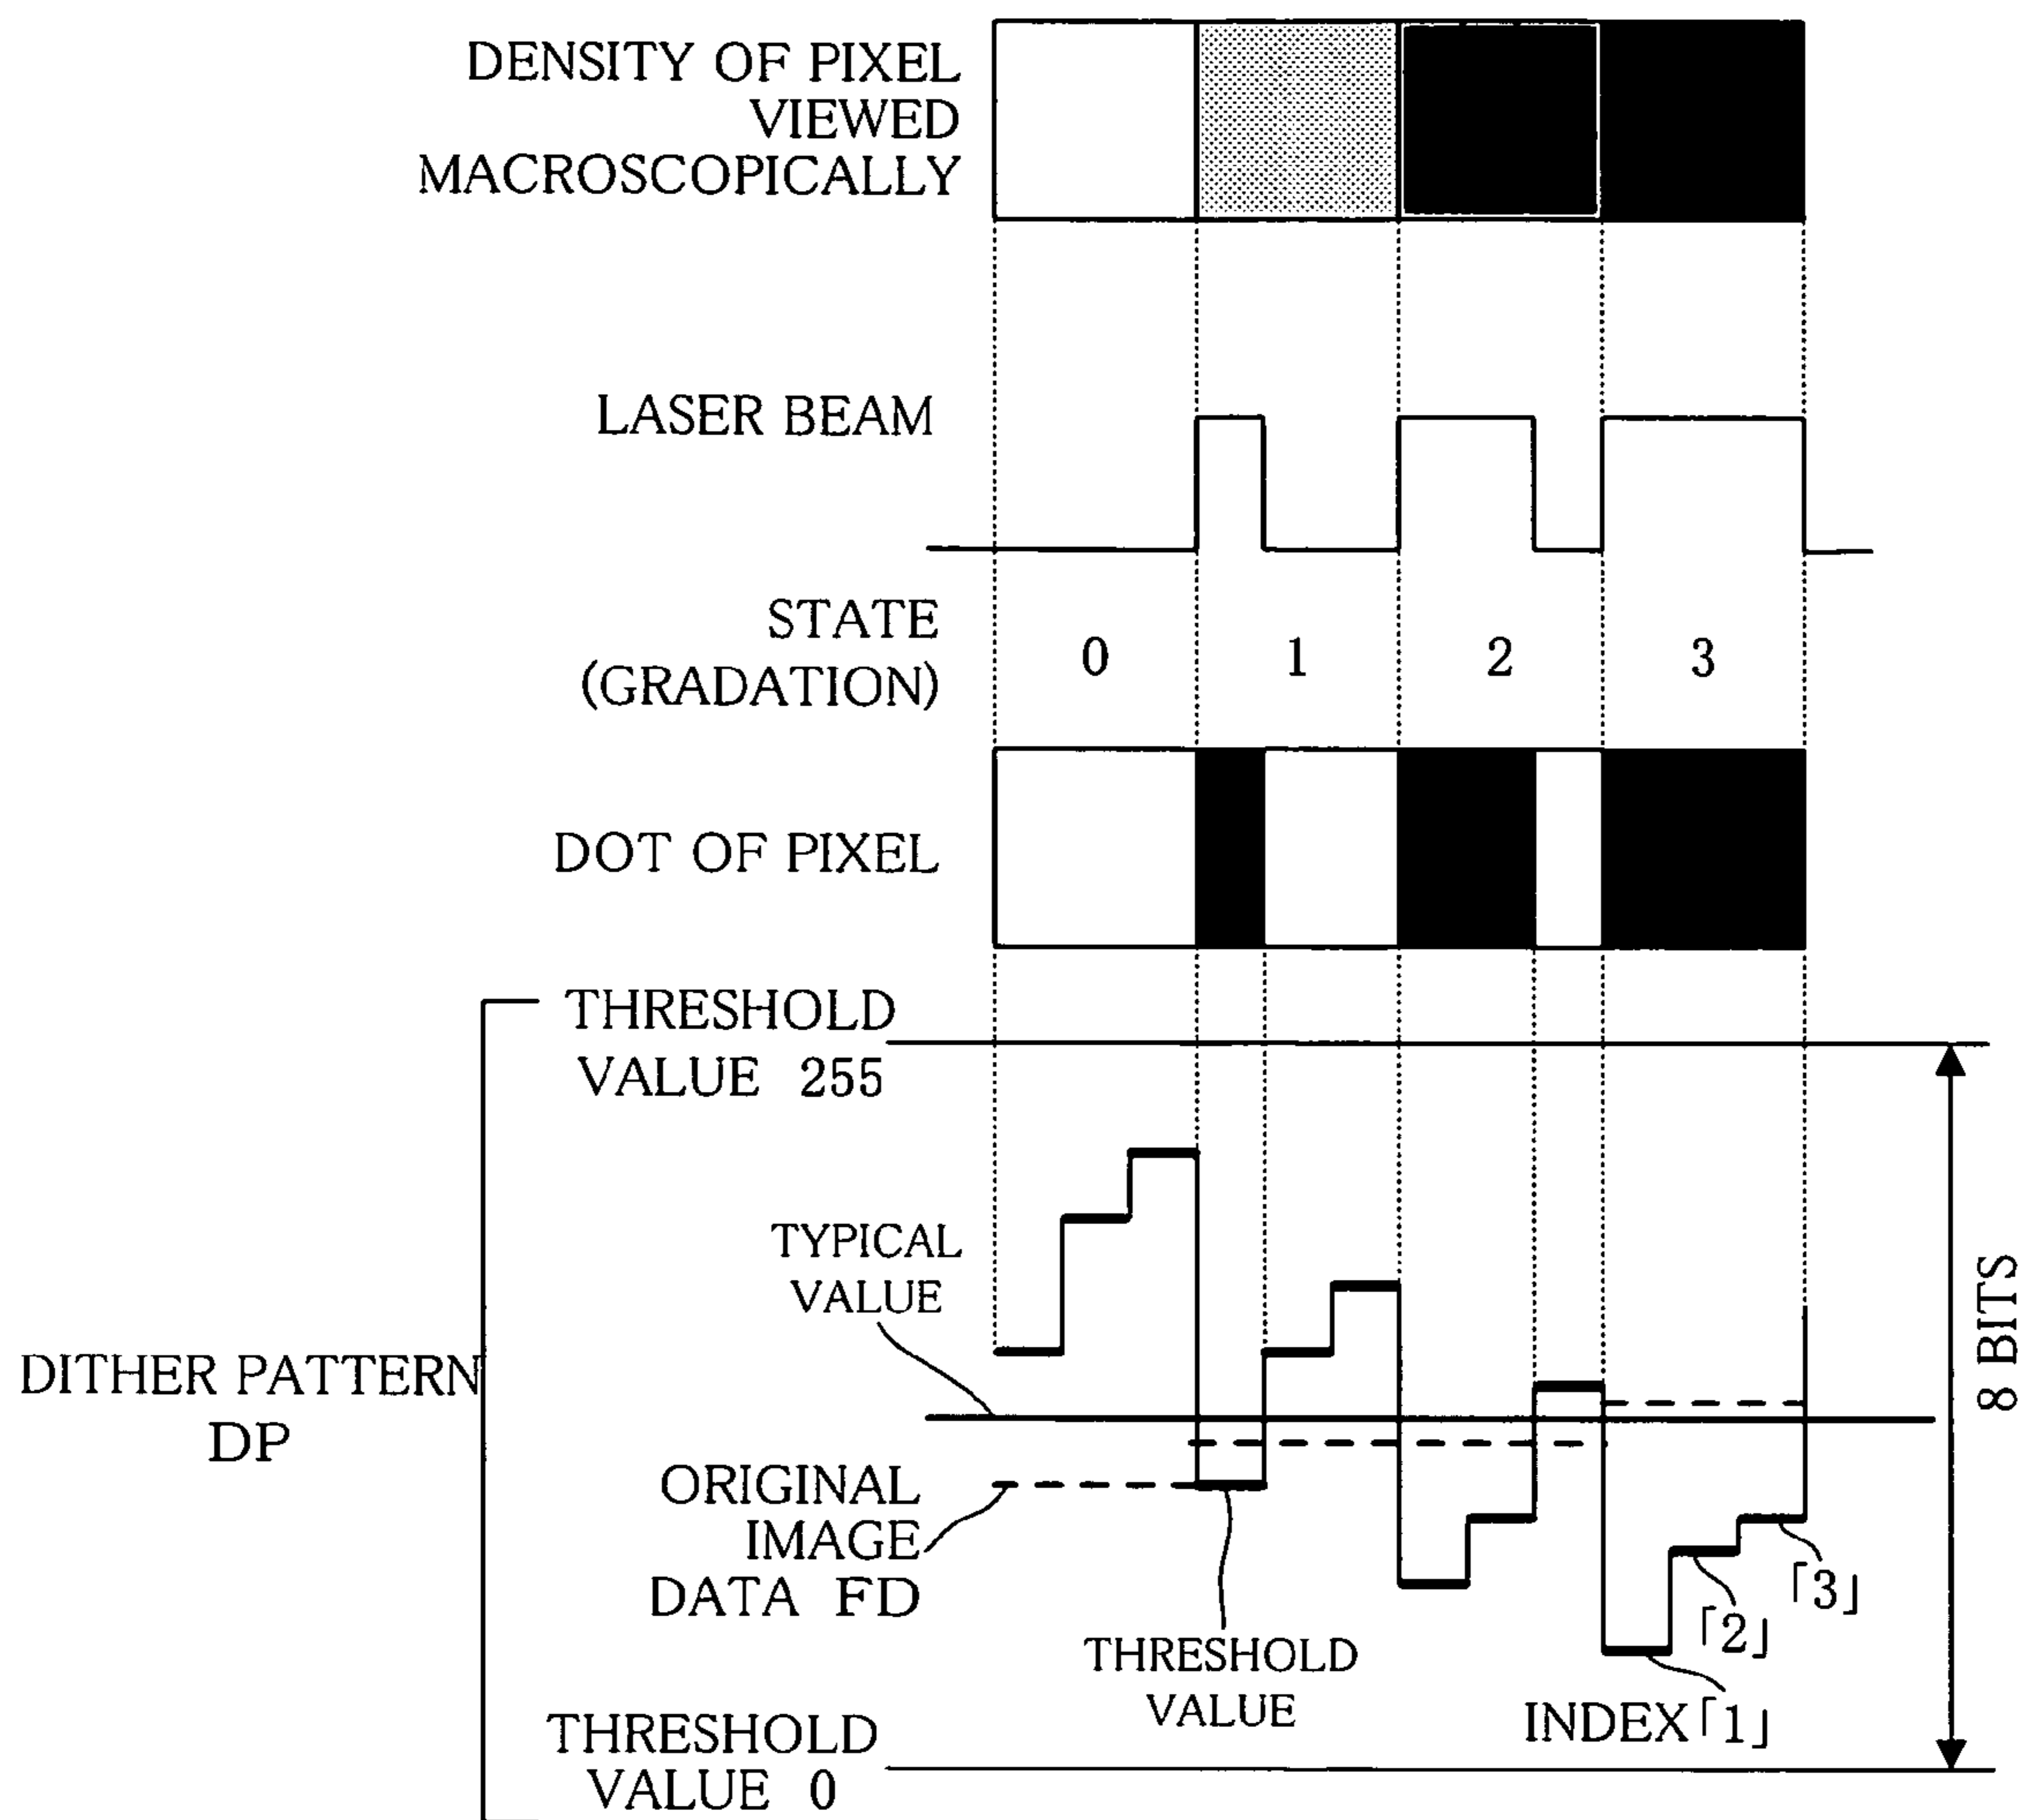 DENSITY OF PIXEL
VIEWED
MACROSCOPICALLY
LASER BEAM
STATE
(GRADATION)
0 1 2 3
DOT OF PIXEL
THRESHOLD
VALUE 255
TYPICAL
VALUE
8 BITS
DITHER PATTERN
DP
ORIGINAL
IMAGE
DATA FD
THRESHOLD
VALUE
「3」
「2」
INDEX「1」
THRESHOLD
VALUE 0